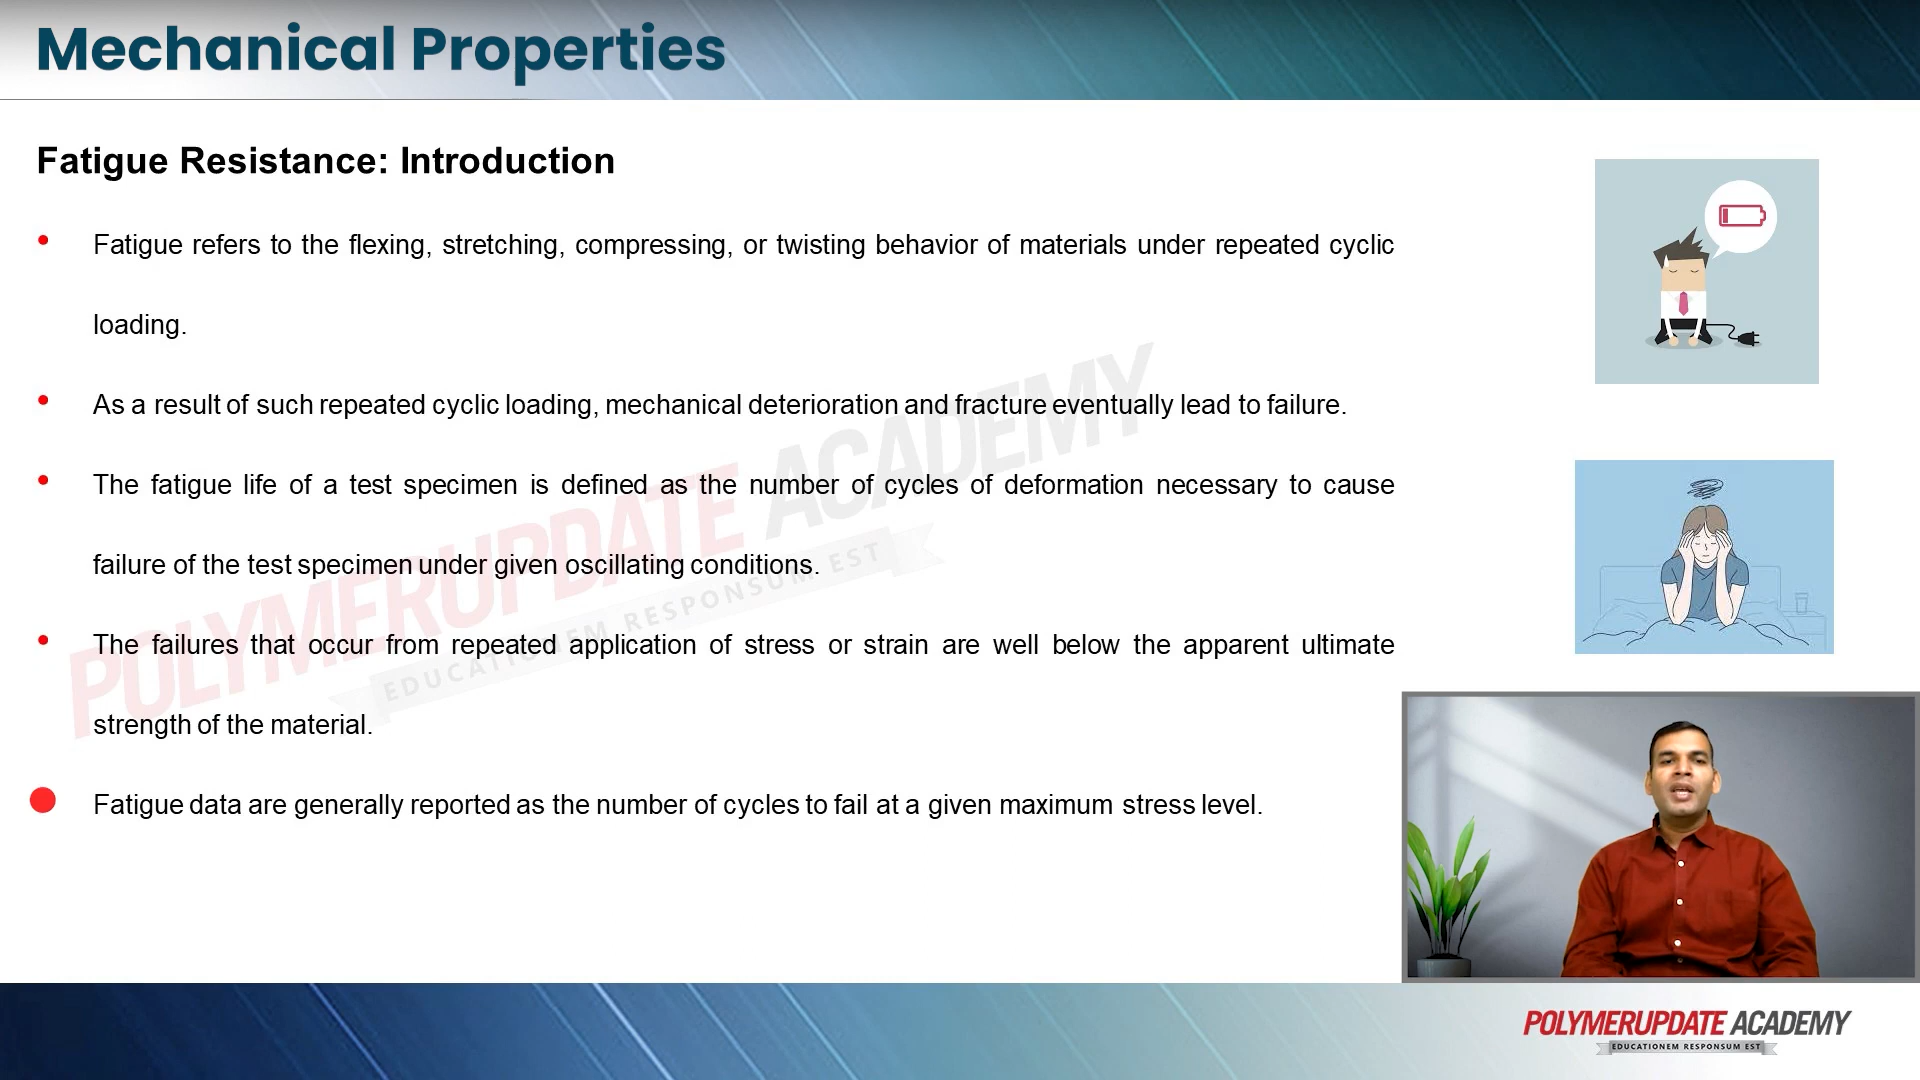 Mechanical Properties
Fatigue Resistance: Introduction
• Fatigue refers to the flexing, stretching, compressing, or twisting behavior of materials under repeated cyclic
loading.
• As a result of such repeated cyclic loading, mechanical deterioration and fracture eventually lead to failure.
• The fatigue life of a test specimen is defined as the number of cycles of deformation necessary to cause
failure of the test specimen under given oscillating conditions.
• The failures that occur from repeated application of stress or strain are well below the apparent ultimate
strength of the material.
• Fatigue data are generally reported as the number of cycles to fail at a given maximum stress level.
POLYMERUPDATE ACADEMY
EDUCATIONEM RESPONSUM EST
POLYMERUPDATE ACADEMY
EDUCATIONEM RESPONSUM EST